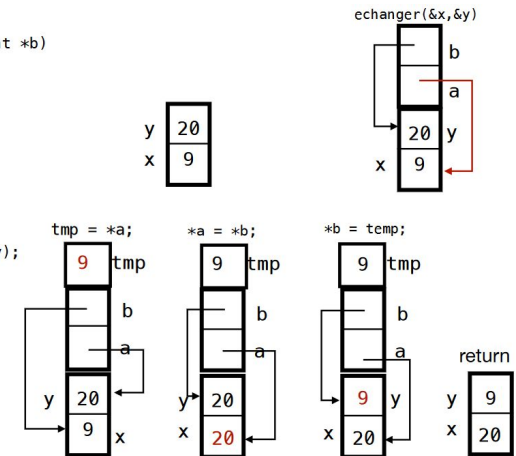 echanger(&x,&y)
t *b)
b
a
y 20
x 9
20 y
x 9
tmp = *a;
*a = *b;
*b = temp;
);
9 tmp
9 tmp
9 tmp
b
b
b
a
a
a
return
y 20
9 x
y 20
x 20
9 y
x 20
y 9
x 20